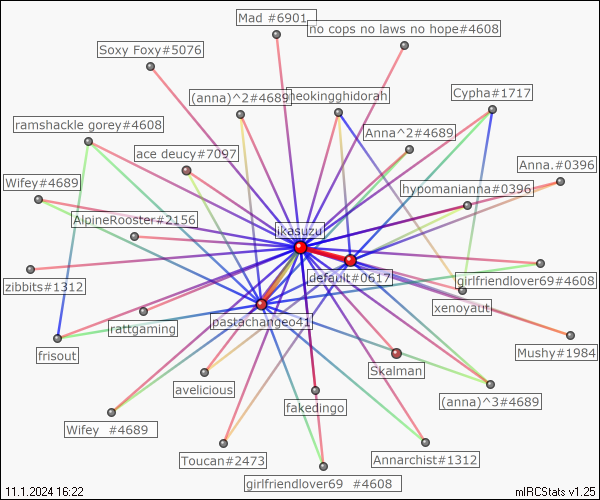 Mad #6901
no cops no laws no hope#4608
Soxy Foxy#5076
(anna)^2#4689
neokingghidorah
Cypha#1717
ramshackle gorey#4608
Anna^2#4689
ace deucy#7097
Anna.#0396
Wifey#4689
hypomanianna#0396
AlpineRooster#2156
ikasuzu
zibbits#1312
default#0617
girlfriendlover69#4608
xenoyaut
rattgaming
pastachangeo41
frisout
Mushy#1984
Skalman
avelicious
(anna)^3#4689
fakedingo
Wifey #4689
Toucan#2473
Annarchist#1312
girlfriendlover69 #4608
11.1.2024 16:22
mIRCStats v1.25